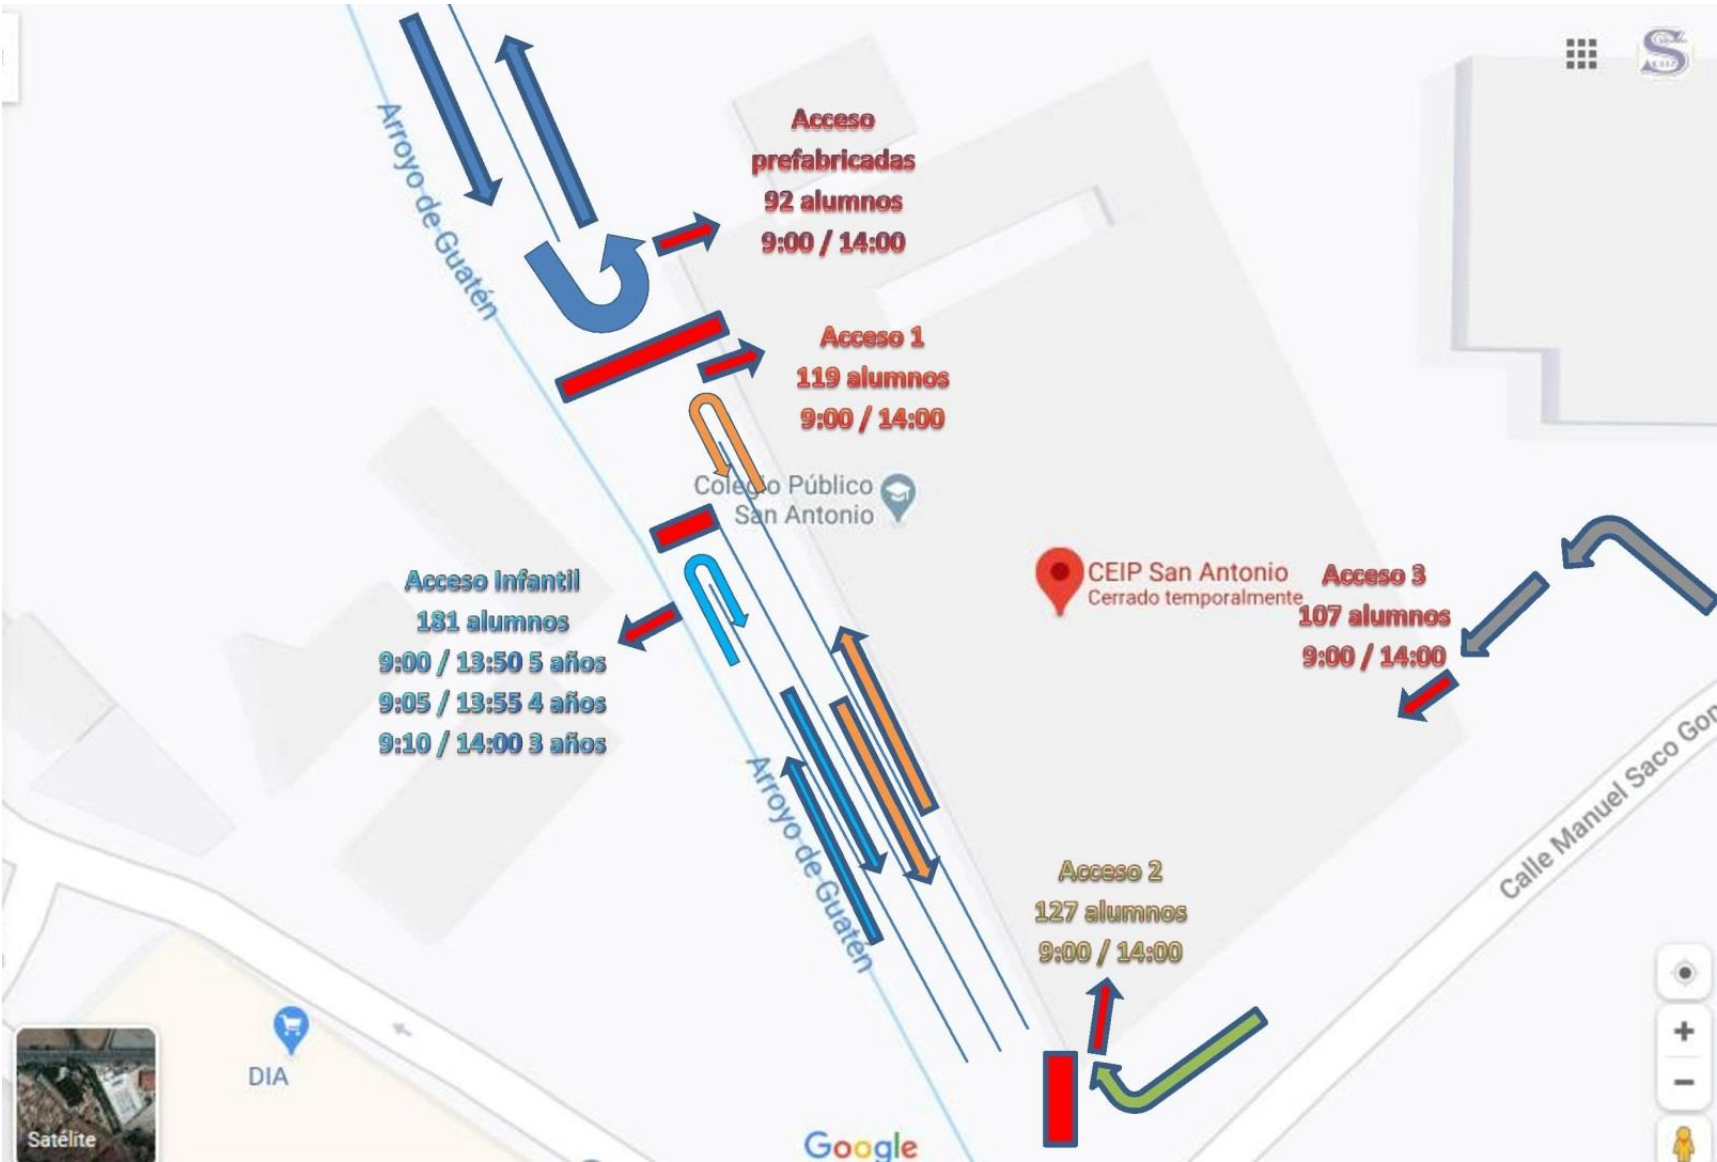 Arroyo de Guatén
Acceso
prefabricadas
92 alumnos
9:00 / 14:00
Acceso 1
119 alumnos
9:00 / 14:00
Colegio Público
San Antonio
CEIP San Antonio
Cerrado temporalmente
Acceso 3
107 alumnos
9:00 / 14:00
Acceso Infantil
181 alumnos
9:00 / 13:50 5 años
9:05 / 13:55 4 años
9:10 / 14:00 3 años
Arroyo de Guatén
Calle Manuel Saco Gon
Acceso 2
127 alumnos
9:00 / 14:00
DIA
Satélite
Google